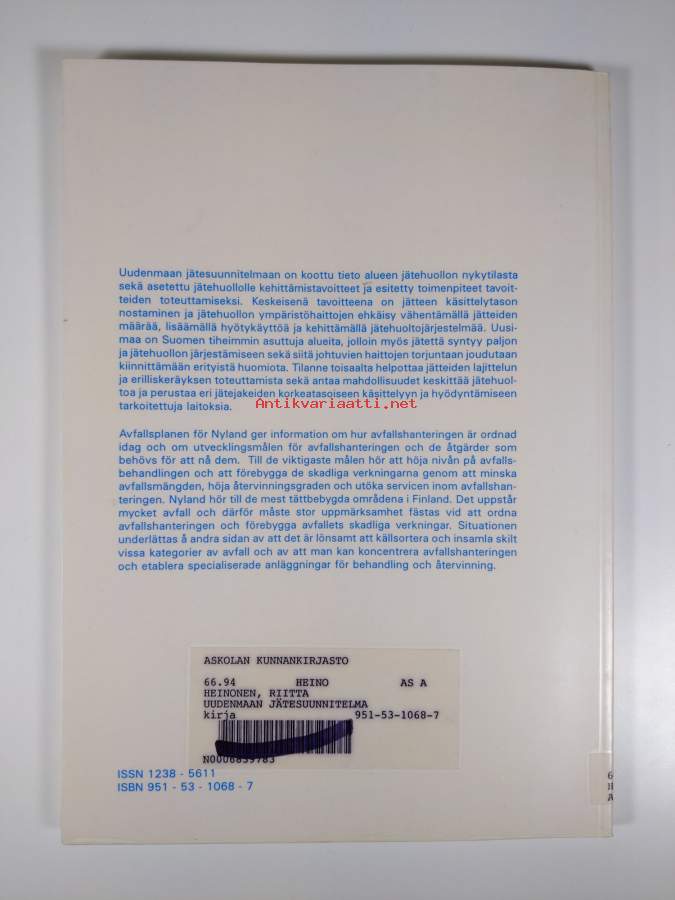 Uudenmaan jätesuunnitelmaan on koottu tieto alueen jätehuollon nykytilasta
sekä asetettu jätehuollolle kehittämistavoitteet ja esitetty toimenpiteet tavoit-
teiden toteuttamiseksi. Keskeisenä tavoitteena on jätteen käsittelytason
nostaminen ja jätehuollon ympäristöhaittojen ehkäisy vähentämällä jätteiden
määrää, lisäämällä hyötykäyttöä ja kehittämällä jätehuoltojärjestelmää. Uusi-
maa on Suomen tiheimmin asuttuja alueita, jolloin myös jätettä syntyy paljon
ja jätehuollon järjestämiseen sekä siitä johtuvien haittojen torjuntaan joudutaan
kiinnittämään erityistä huomiota. Tilanne toisaalta helpottaa jätteiden lajittelun
ja erilliskeräyksen toteuttamista sekä antaa mahdollisuudet keskittää jätehuol-
toa ja perustaa eri jätejakeiden korkeatasoiseen käsittelyyn ja hyödyntämiseen
tarkoitettuja laitoksia.
Antikvariaatti.net
Avfallsplanen för Nyland ger information om hur avfallshanteringen är ordnad
idag och om utvecklingsmålen för avfallshanteringen och de åtgärder som
behövs för att nå dem. Till de viktigaste målen hör att höja nivån på avfalls-
behandlingen och att förebygga de skadliga verkningarna genom att minska
avfallsmängden, höja återvinningsgraden och utöka servicen inom avfallshan-
teringen. Nyland hör till de mest tättbebygda områdena i Finland. Det uppstår
mycket avfall och därför måste stor uppmärksamhet fästas vid att ordna
avfallshanteringen och förebygga avfallets skadliga verkningar. Situationen
underlättas å andra sidan av att det är lönsamt att källsortera och insamla skilt
vissa kategorier av avfall och av att man kan koncentrera avfallshanteringen
och etablera specialiserade anläggningar för behandling och återvinning.
ASKOLAN KUNNANKIRJASTO
66.94 HEINO AS A
HEINONEN, RIITTA
UUDENMAAN JÄTESUUNNITELMA
kirja 951-53-1068-7
N0006839783
ISSN 1238 - 5611
ISBN 951 - 53 - 1068 - 7